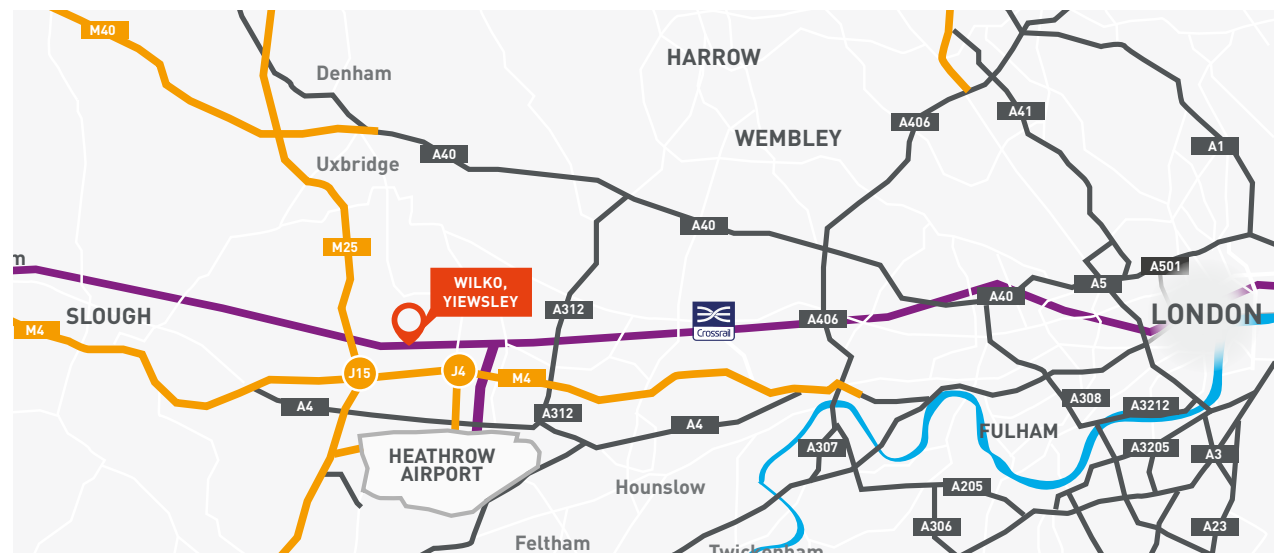 M40
Denham
HARROW
A406
A41
WEMBLEY
A1
A40
Uxbridge
A40
M25
m
WILKO,
YIEWSLEY
A501
A5
A40
SLOUGH
A312
Crossrail
A406
LONDON
M4
J15
J4
M4
A4
A312
A4
A308
A3212
FULHAM
A307
A3205
A3
HEATHROW
AIRPORT
Hounslow
A205
A306
A23
Feltham
Twickenham